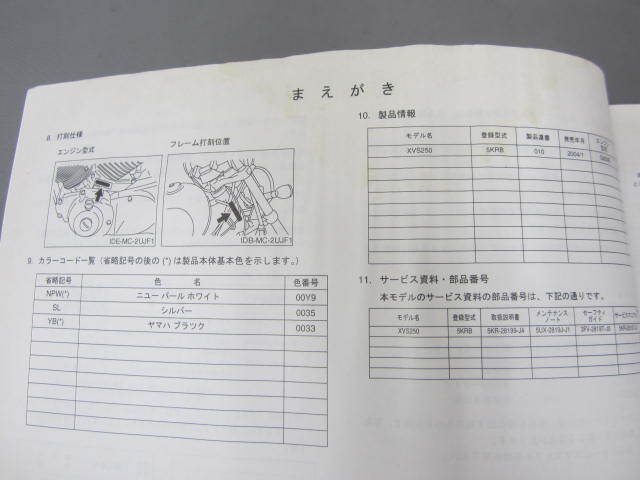 まえがき
8. 打刻仕様
エンジン型式
フレーム打刻位置
IDE-MC-2UJF1
IDB-MC-2UJF1
9. カラーコード一覧（省略記号の後の (*) は製品本体基本色を示します。）
省略記号 色名 色番号
NPW(*) ニュー パール ホワイト 00Y9
SL シルバー 0035
YB(*) ヤマハ ブラック 0033
10. 製品情報
モデル名 登録型式 製品通番 発売年月
XVS250 5KRB 010 2004/1
11. サービス資料・部品番号
本モデルのサービス資料の部品番号は、下記の通りです。
モデル名 登録型式 取扱説明書 メンテナンスノート セーフティガイド
XVS250 5KRB 5KR-28199-J4 5UX-2819J-J1